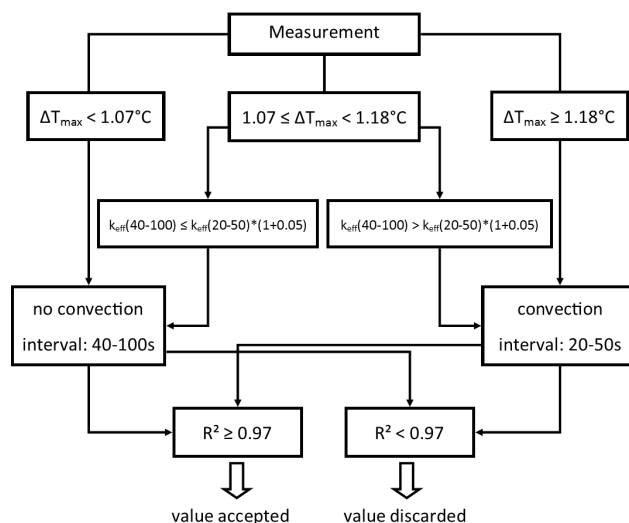 Measurement
ΔTmax < 1.07°C
1.07 ≤ ΔTmax < 1.18°C
ΔTmax ≥ 1.18°C
keff(40-100) ≤ keff(20-50)*(1+0.05)
keff(40-100) > keff(20-50)*(1+0.05)
no convection
interval: 40-100s
convection
interval: 20-50s
R² ≥ 0.97
R² < 0.97
value accepted
value discarded